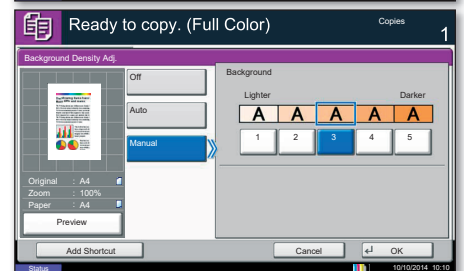 Ready to copy. (Full Color)
Copies
1
Background Density Adj.
Off
Auto
Manual
Background
Lighter Darker
A A A A A
1 2 3 4 5
Original : A4
Zoom : 100%
Paper : A4
Preview
Add Shortcut
Cancel
OK
Status
10/10/2014 10:10